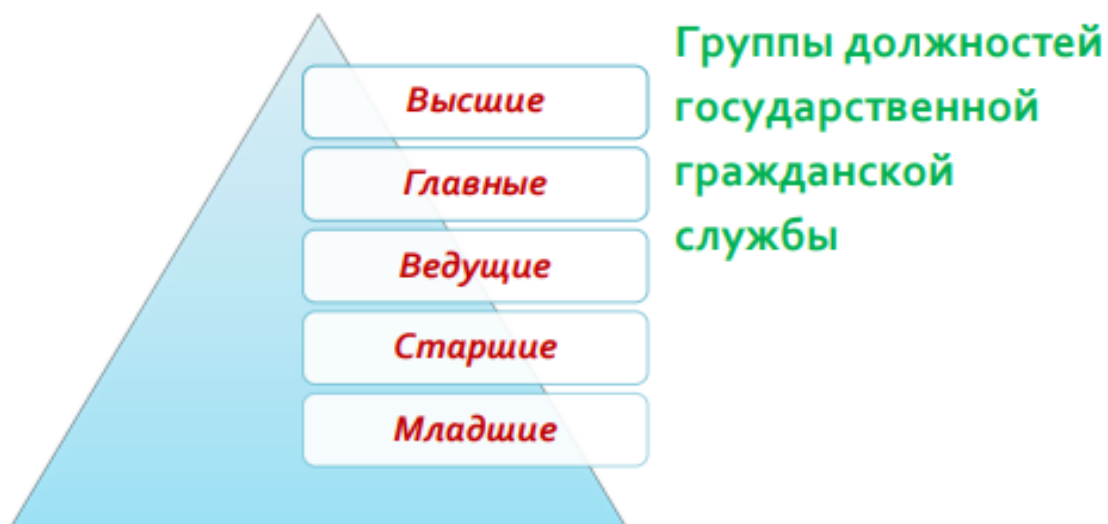 Группы должностей
государственной
гражданской
службы
Высшие
Главные
Ведущие
Старшие
Младшие